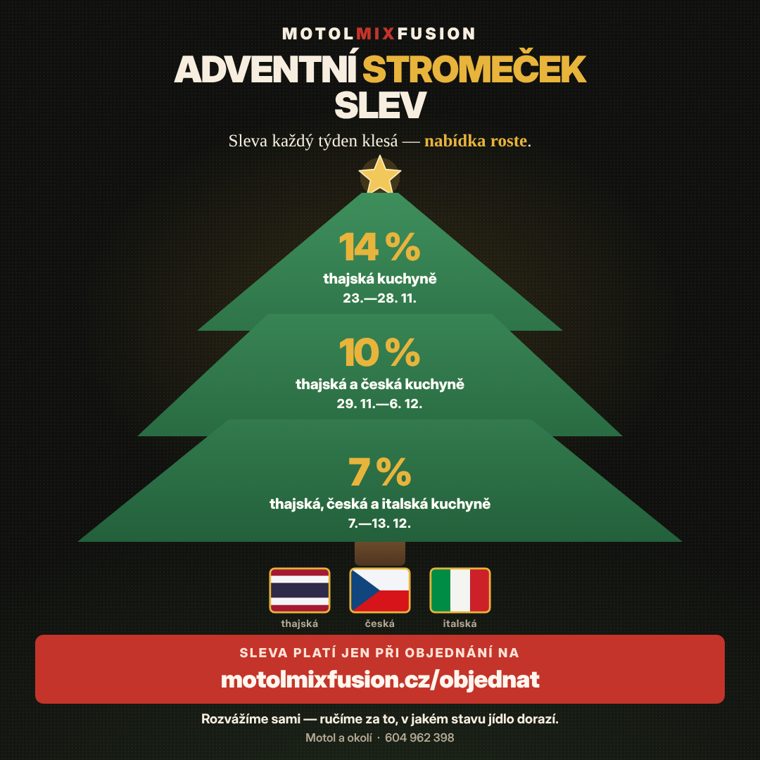 MOTOLMIXFUSION
ADVENTNÍ STROMEČEK
SLEV
Sleva každý týden klesá — nabídka roste.
14 %
thajská kuchyně
23.—28. 11.
10 %
thajská a česká kuchyně
29. 11.—6. 12.
7 %
thajská, česká a italská kuchyně
7.—13. 12.
thajská česká italská
SLEVA PLATÍ JEN PŘI OBJEDNÁNÍ NA
motolmixfusion.cz/objednat
Rozvážíme sami — ručíme za to, v jakém stavu jídlo dorazí.
Motol a okolí · 604 962 398